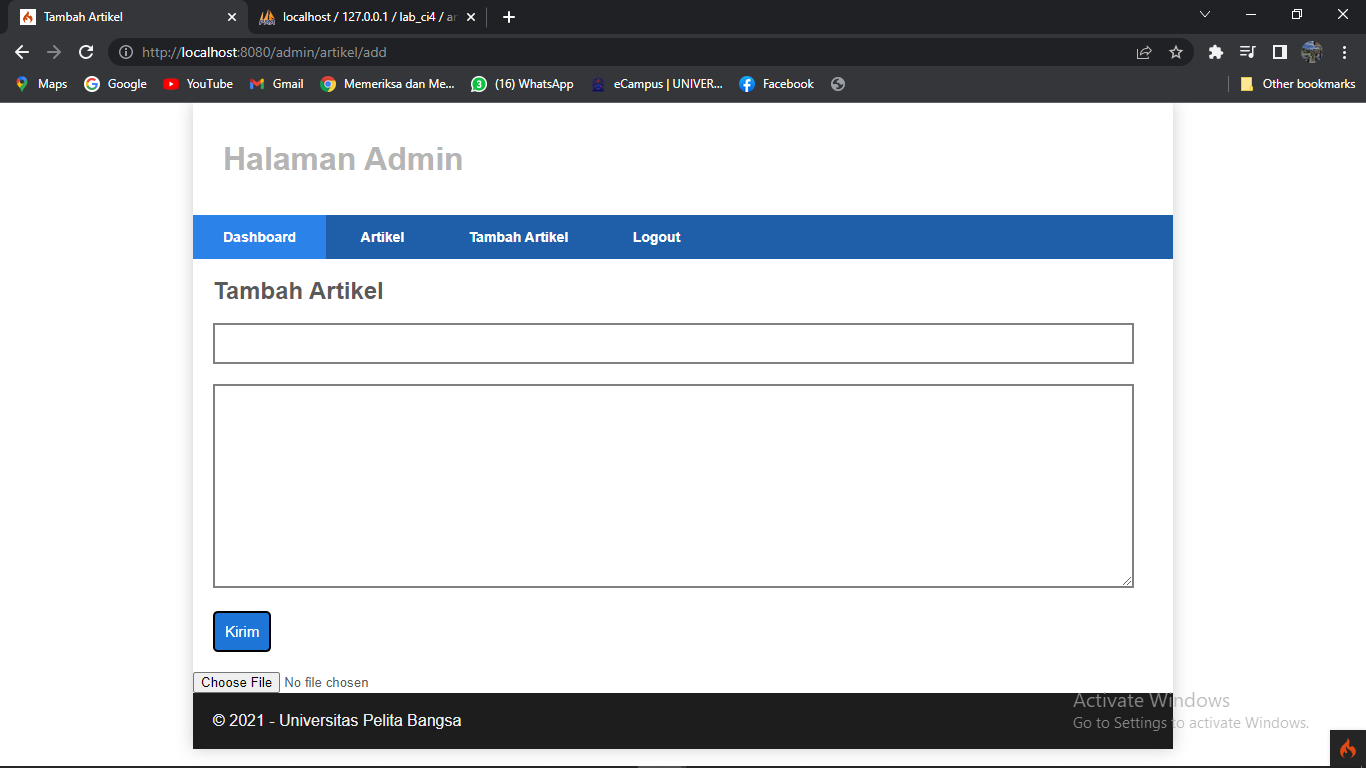 Tambah Artikel
localhost / 127.0.0.1 / lab_ci4 / ar
http://localhost:8080/admin/artikel/add
Maps Google YouTube Gmail Memeriksa dan Me... 3 (16) WhatsApp eCampus | UNIVER... Facebook Other bookmarks
Halaman Admin
Dashboard Artikel Tambah Artikel Logout
Tambah Artikel
Kirim
Choose File No file chosen
© 2021 - Universitas Pelita Bangsa
Activate Windows
Go to Settings to activate Windows.